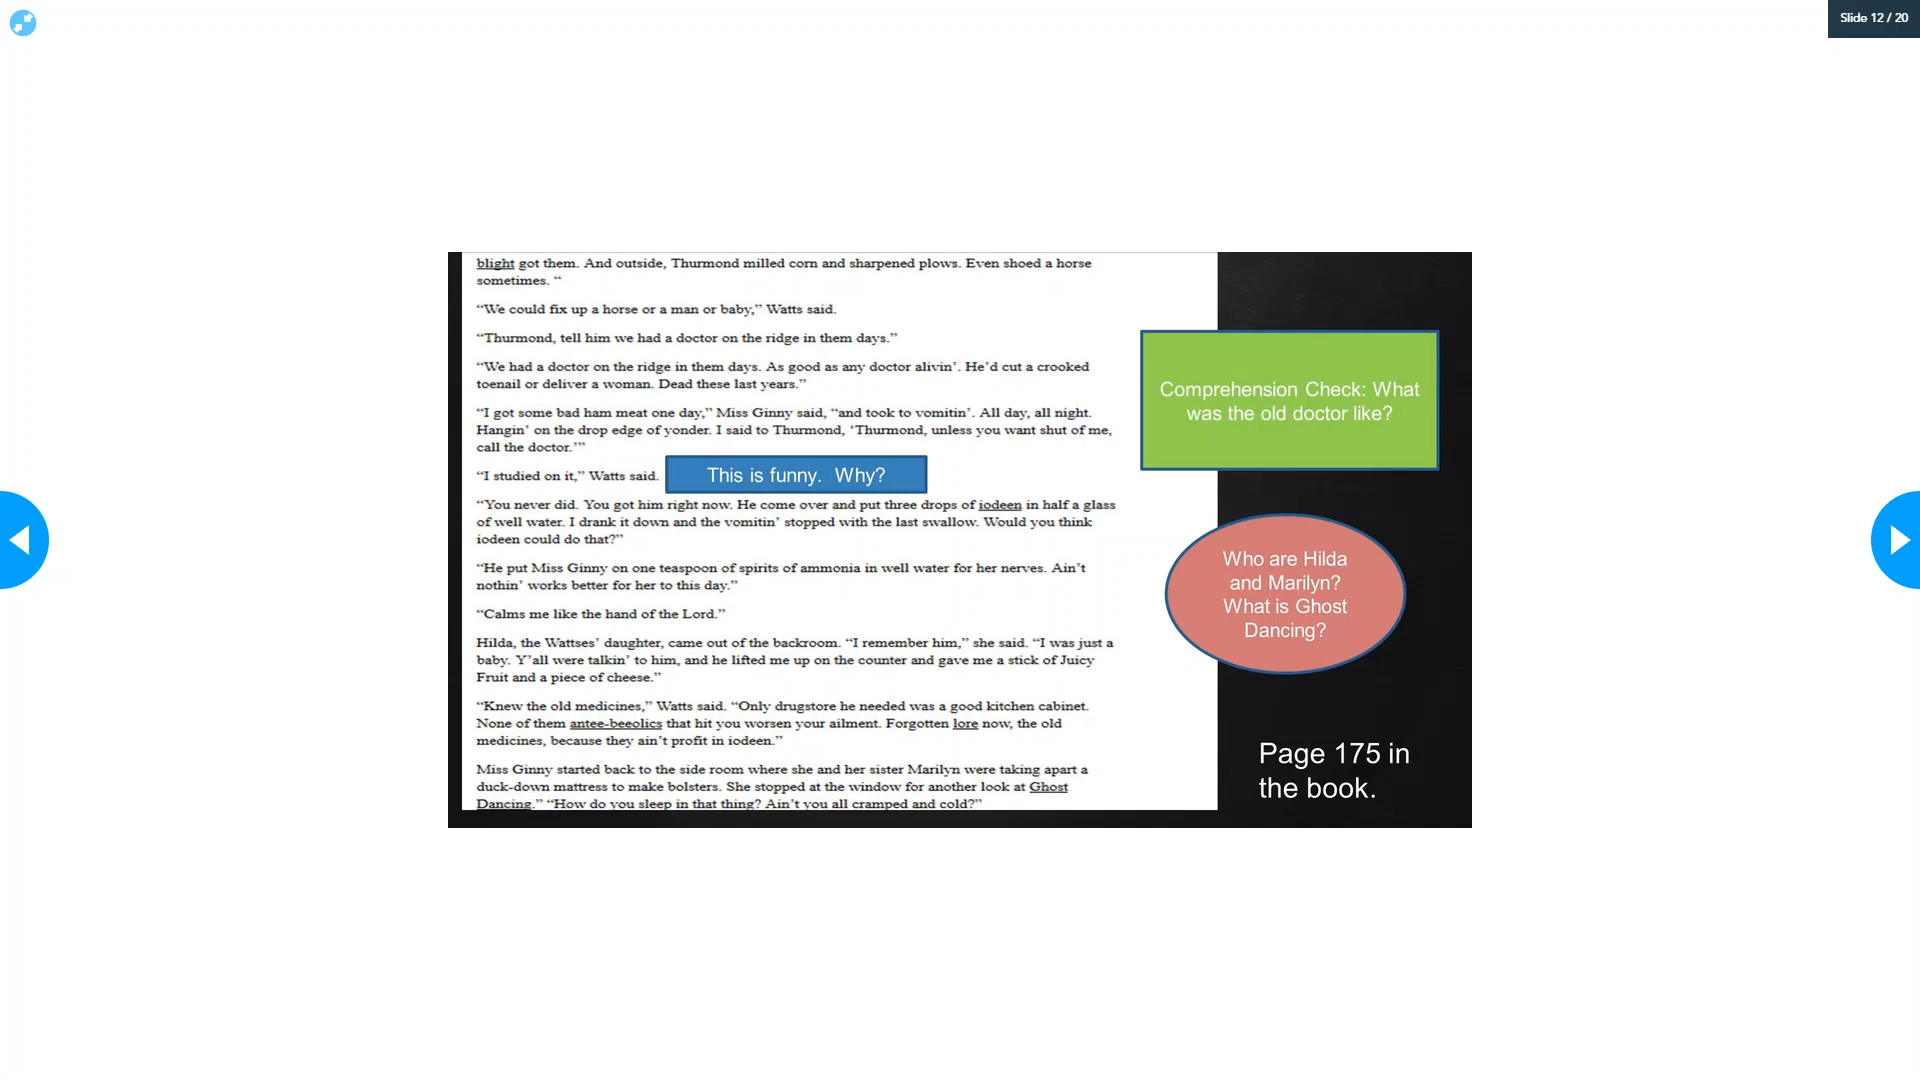 Slide 12 / 20
blight got them. And outside, Thurmond milled corn and sharpened plows. Even shoed a horse
sometimes. “
“We could fix up a horse or a man or baby,” Watts said.
“Thurmond, tell him we had a doctor on the ridge in them days.”
“We had a doctor on the ridge in them days. As good as any doctor alivin’. He’d cut a crooked
toenail or deliver a woman. Dead these last years.”
“I got some bad ham meat one day,” Miss Ginny said, “and took to vomitin’. All day, all night.
Hangin’ on the drop edge of yonder. I said to Thurmond, ‘Thurmond, unless you want shut of me,
call the doctor.’”
“I studied on it,” Watts said.
This is funny.  Why?
“You never did. You got him right now. He come over and put three drops of iodeen in half a glass
of well water. I drank it down and the vomitin’ stopped with the last swallow. Would you think
iodeen could do that?”
“He put Miss Ginny on one teaspoon of spirits of ammonia in well water for her nerves. Ain’t
nothin’ works better for her to this day.”
“Calms me like the hand of the Lord.”
Hilda, the Wattses’ daughter, came out of the backroom. “I remember him,” she said. “I was just a
baby. Y’all were talkin’ to him, and he lifted me up on the counter and gave me a stick of Juicy
Fruit and a piece of cheese.”
“Knew the old medicines,” Watts said. “Only drugstore he needed was a good kitchen cabinet.
None of them antee-beeolics that hit you worsen your ailment. Forgotten lore now, the old
medicines, because they ain’t profit in iodeen.”
Miss Ginny started back to the side room where she and her sister Marilyn were taking apart a
duck-down mattress to make bolsters. She stopped at the window for another look at Ghost
Dancing.” “How do you sleep in that thing? Ain’t you all cramped and cold?”
Comprehension Check: What
was the old doctor like?
Who are Hilda
and Marilyn?
What is Ghost
Dancing?
Page 175 in
the book.